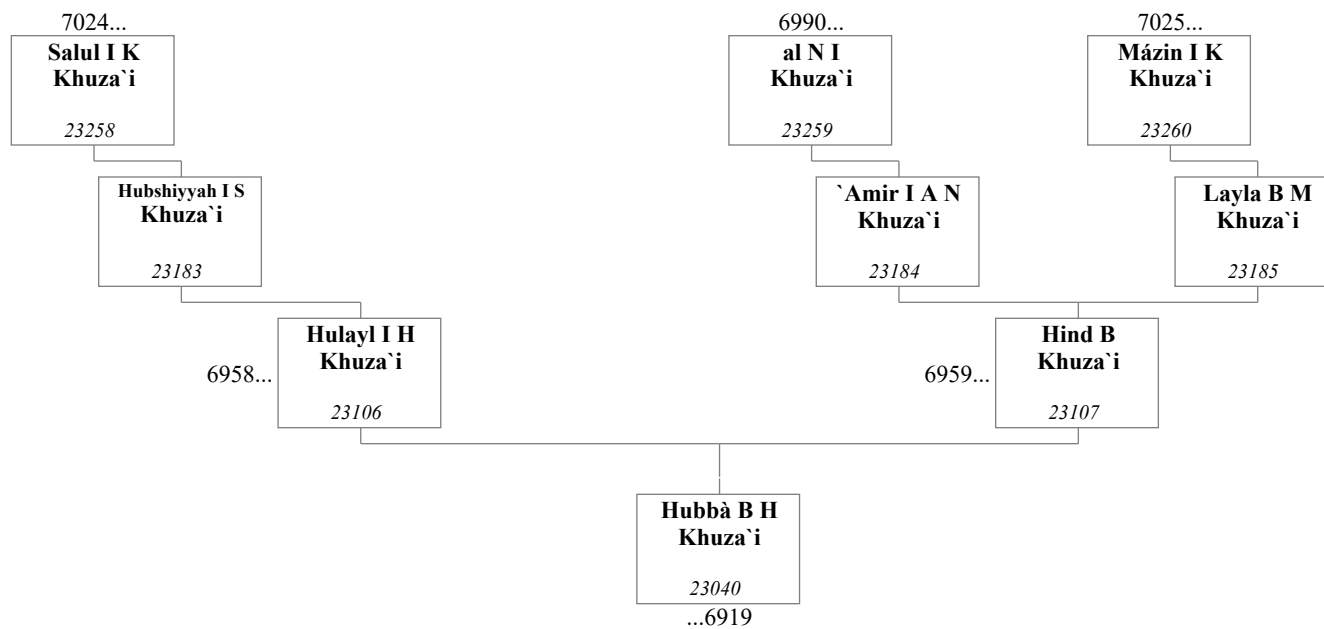 7024...
Salul I K
Khuza`i
23258
6990...
al N I
Khuza`i
23259
7025...
Mázin I K
Khuza`i
23260
Hubshiyyah I S
Khuza`i
23183
`Amir I A N
Khuza`i
23184
Layla B M
Khuza`i
23185
6958...
Hulayl I H
Khuza`i
23106
6959...
Hind B
Khuza`i
23107
Hubbà B H
Khuza`i
23040
...6919